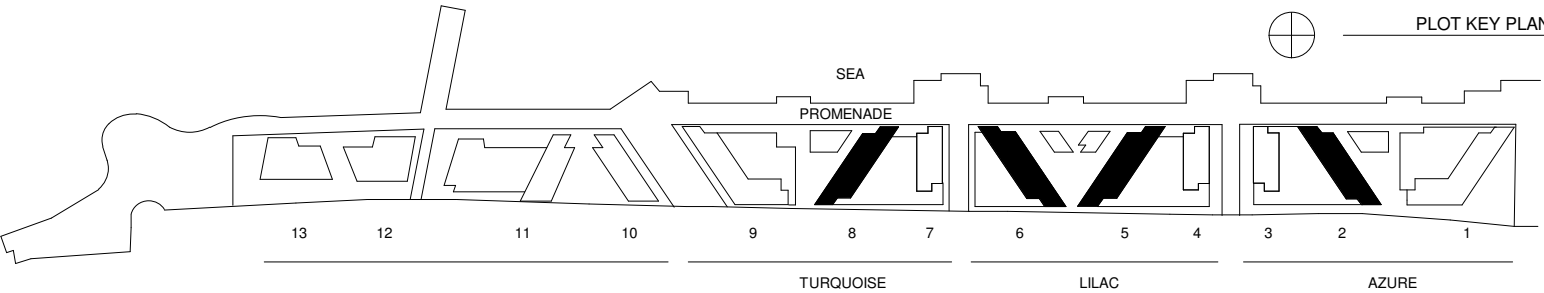 PLOT KEY PLAN
SEA
PROMENADE
13 12 11 10 9 8 7 6 5 4 3 2 1
TURQUOISE LILAC AZURE